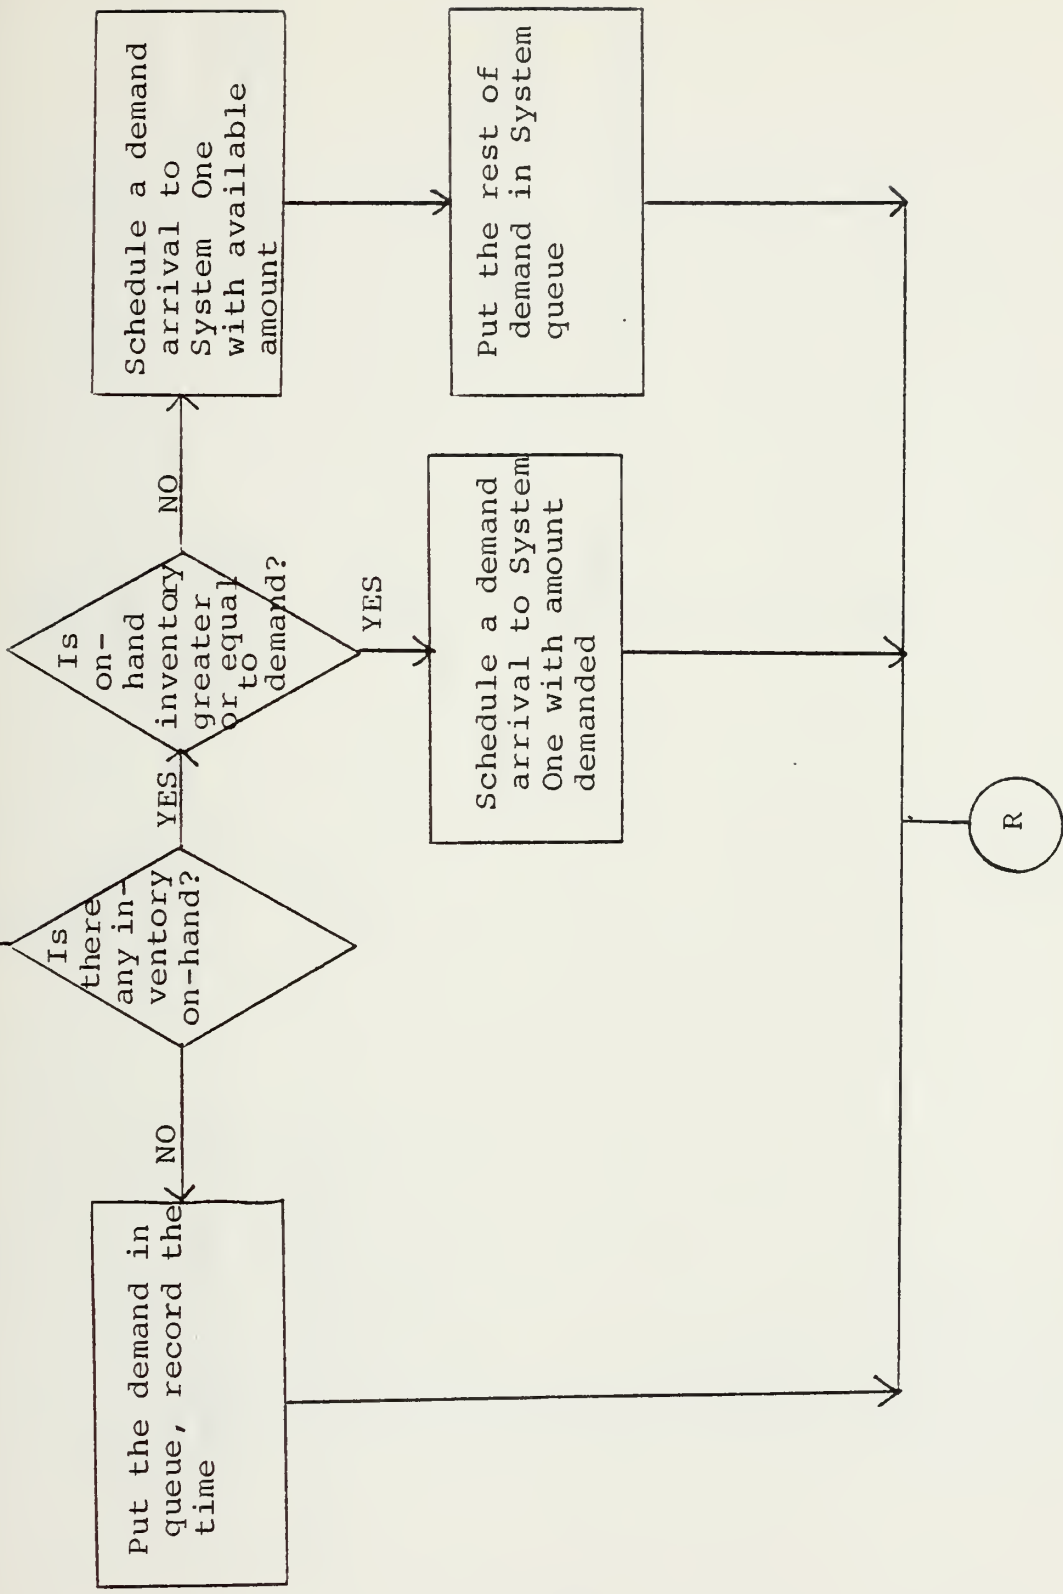 Put the demand in
queue, record the
time
NO
Is
there
any in-
ventory
on-hand?
YES
Is
on-
hand
inventory
greater
or equal
to
demand?
NO
Schedule a demand
arrival to
System One
with available
amount
YES
Schedule a demand
arrival to System
One with amount
demanded
Put the rest of
demand in System
queue
R